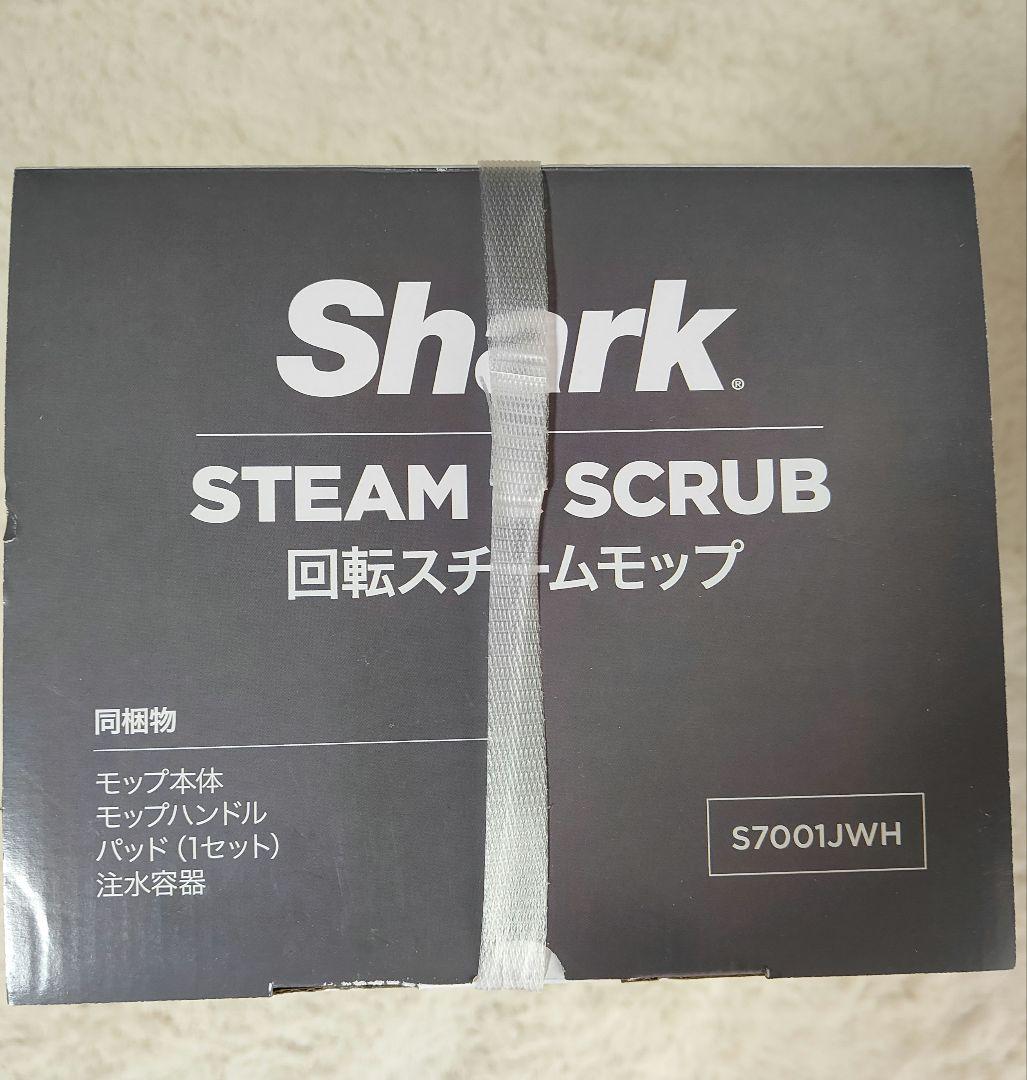 Shark®
STEAM SCRUB
回転スチームモップ
同梱物
モップ本体
モップハンドル
パッド（1セット）
注水容器
S7001JWH